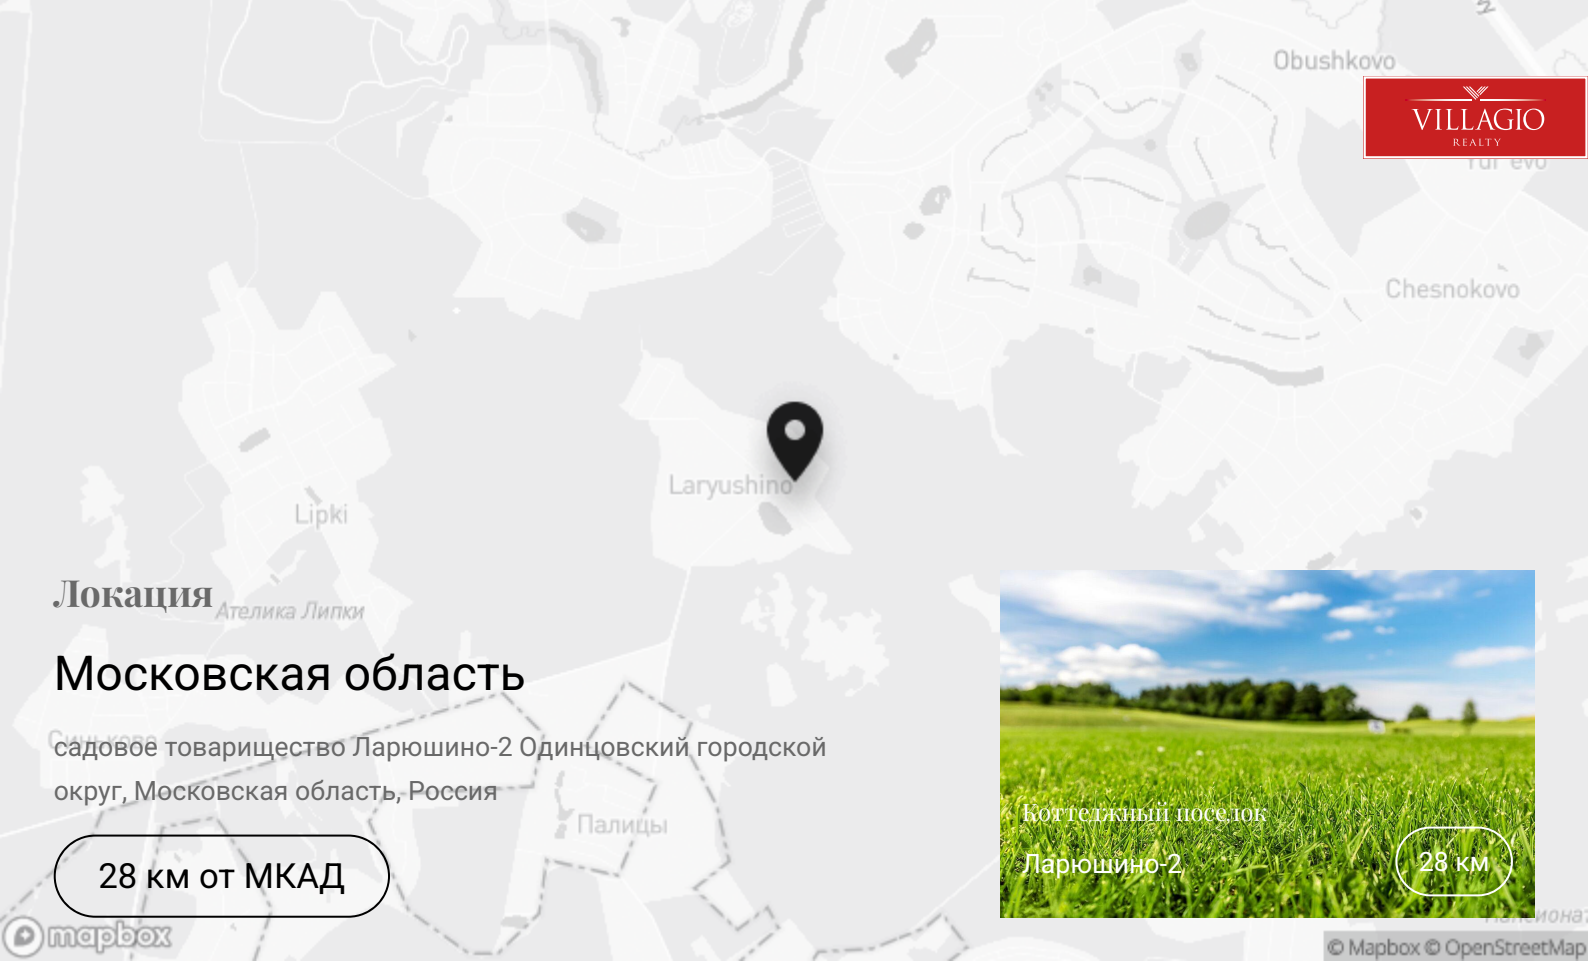 Obushkovo
VILLAGIO
REALTY
Chesnokovo
Laryushino
Lipki
Локация
Ателика Липки
Московская область
садовое товарищество Ларюшино-2 Одинцовский городской
округ, Московская область, Россия
Палицы
28 км от МКАД
Коттеджный поселок
Ларюшино-2
28 км
mapbox
© Mapbox © OpenStreetMap